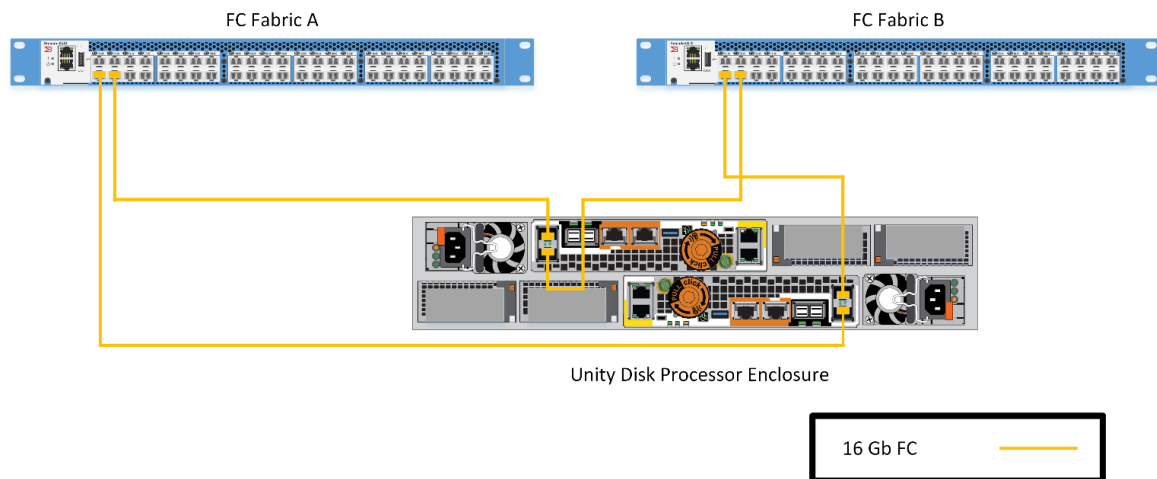 FC Fabric A
FC Fabric B
Unity Disk Processor Enclosure
16 Gb FC